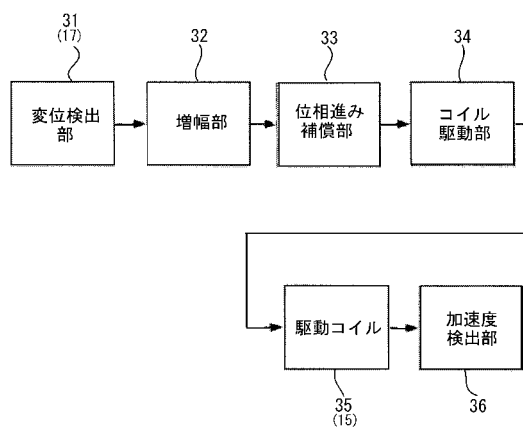 31
(17)
32
33
34
変位検出
部
増幅部
位相進み
補償部
コイル
駆動部
駆動コイル
加速度
検出部
35
(15)
36